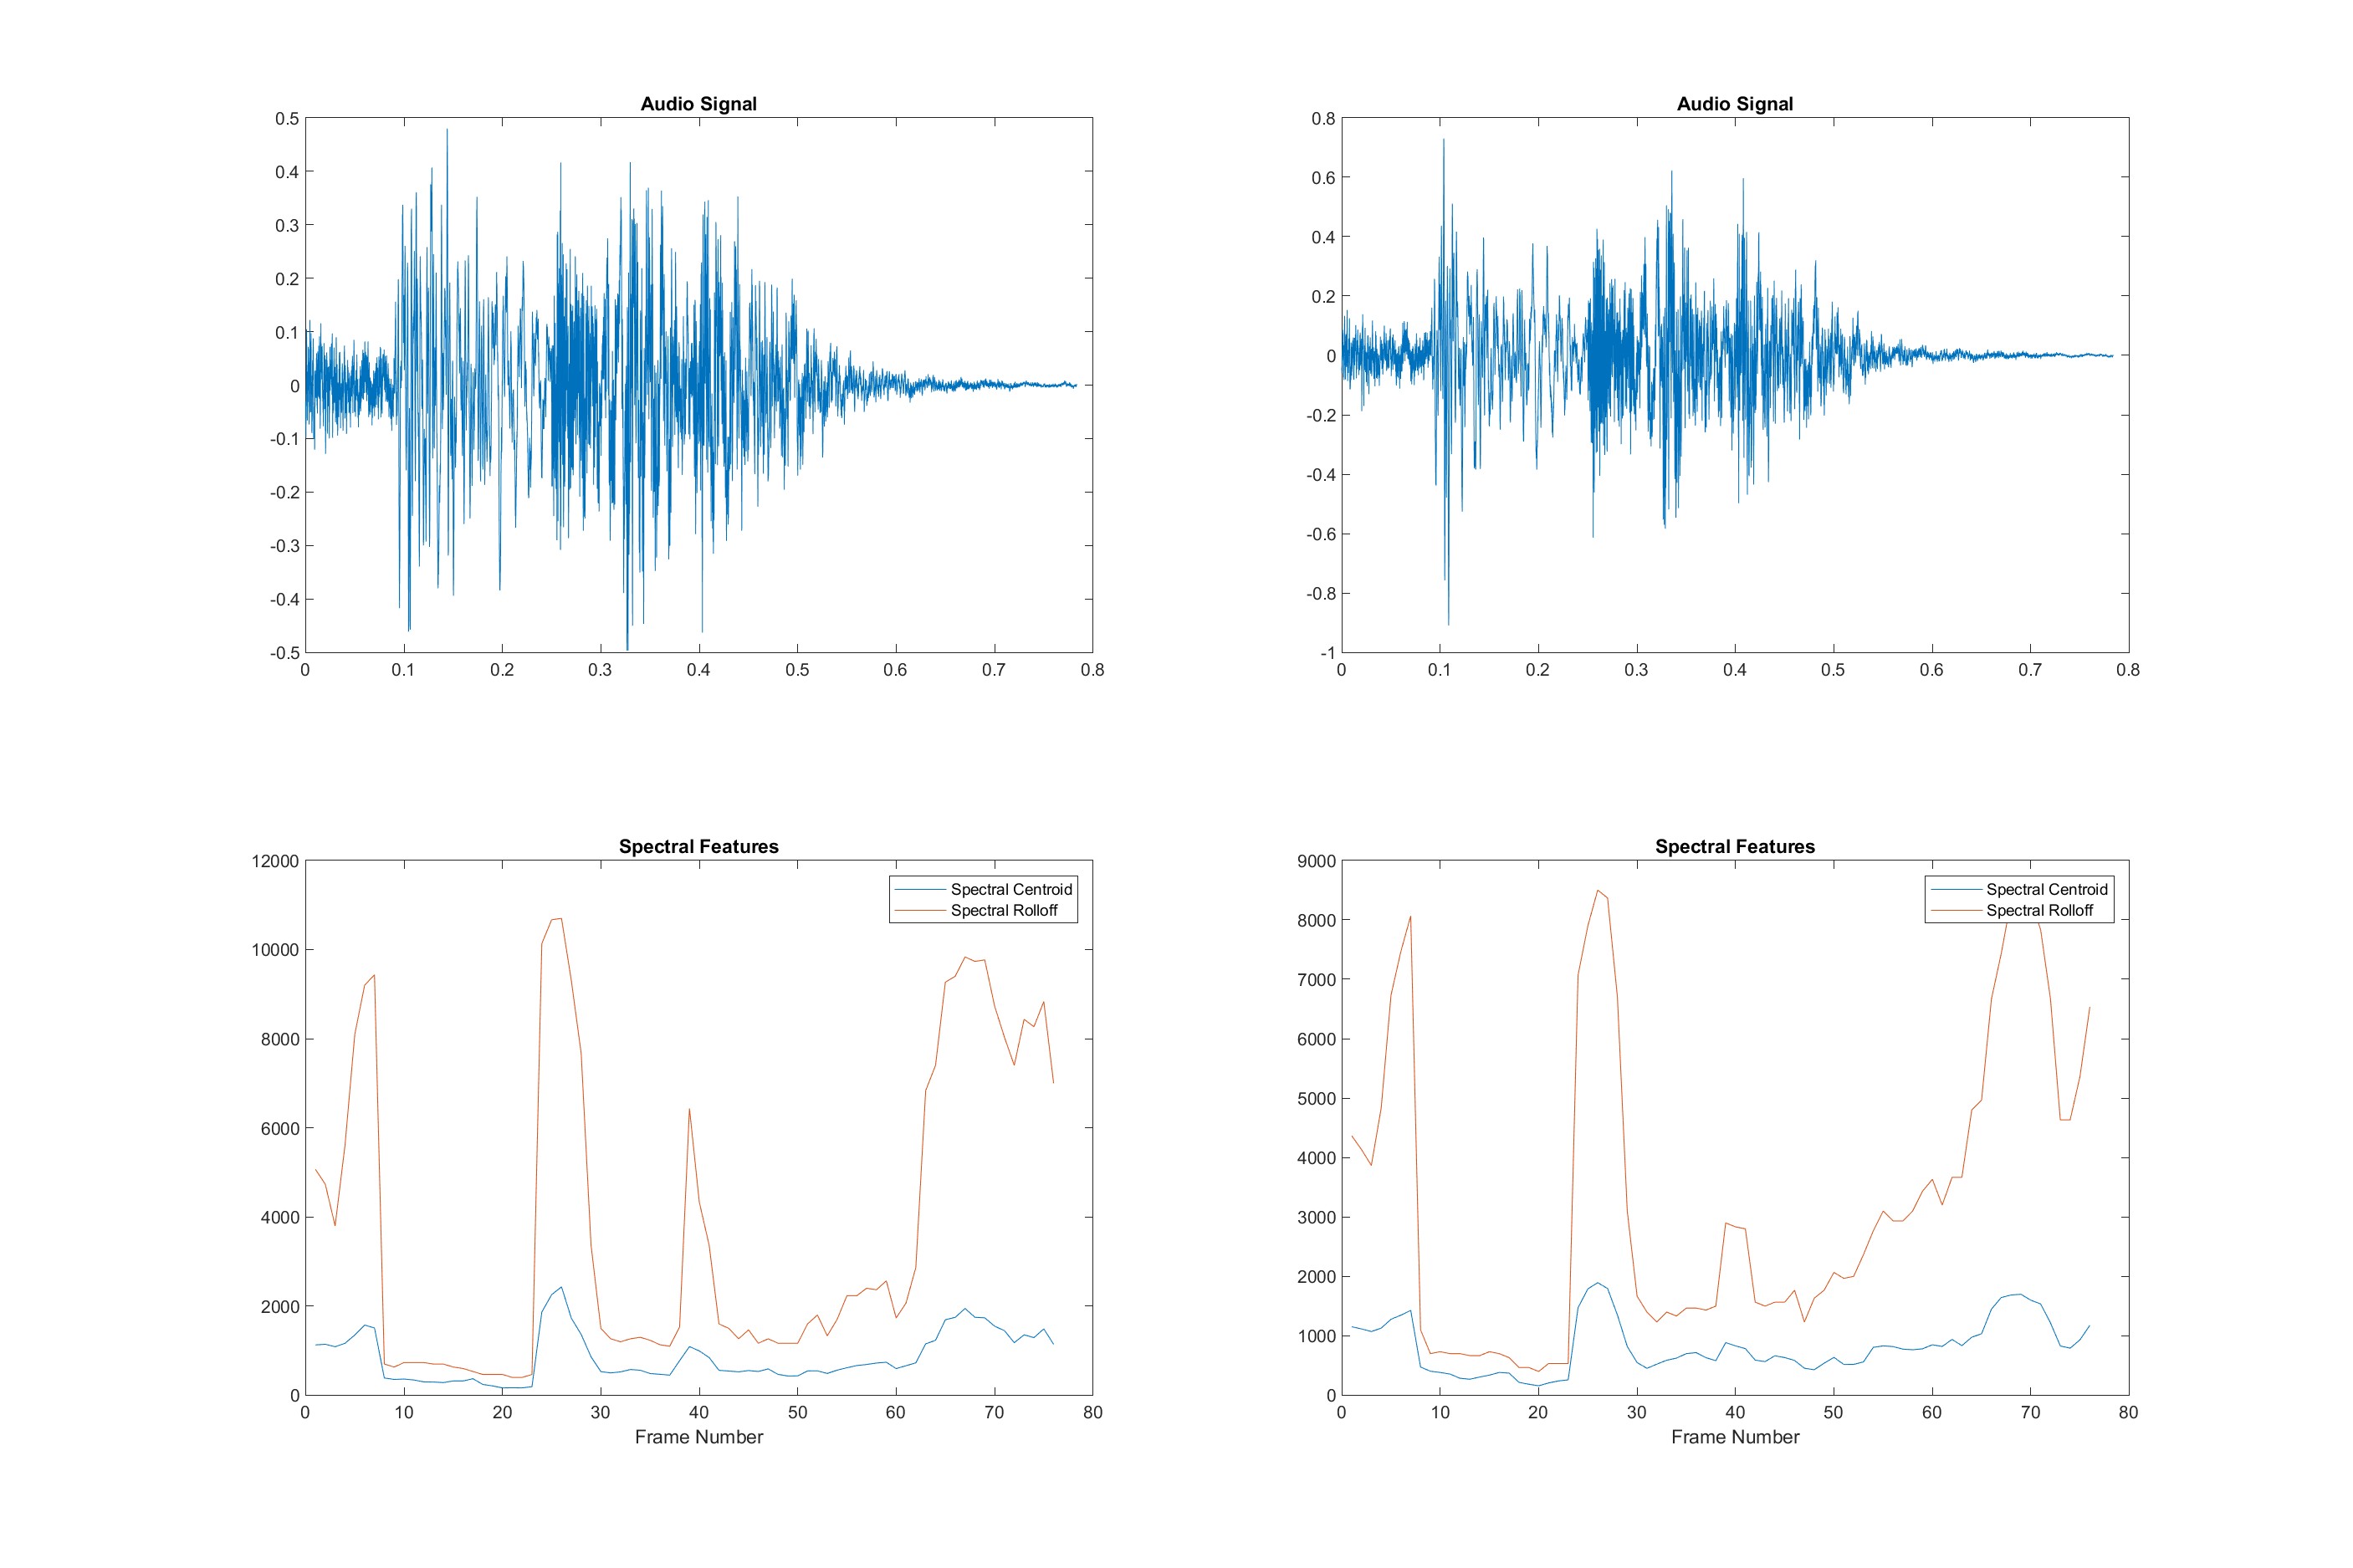 Audio Signal
0.5
0.4
0.3
0.2
0.1
0
-0.1
-0.2
-0.3
-0.4
-0.5
0 0.1 0.2 0.3 0.4 0.5 0.6 0.7 0.8
Audio Signal
0.8
0.6
0.4
0.2
0
-0.2
-0.4
-0.6
-0.8
-1
0 0.1 0.2 0.3 0.4 0.5 0.6 0.7 0.8
Spectral Features
12000
10000
8000
6000
4000
2000
0
Spectral Centroid
Spectral Rolloff
0 10 20 30 40 50 60 70 80
Frame Number
Spectral Features
9000
8000
7000
6000
5000
4000
3000
2000
1000
0
Spectral Centroid
Spectral Rolloff
0 10 20 30 40 50 60 70 80
Frame Number